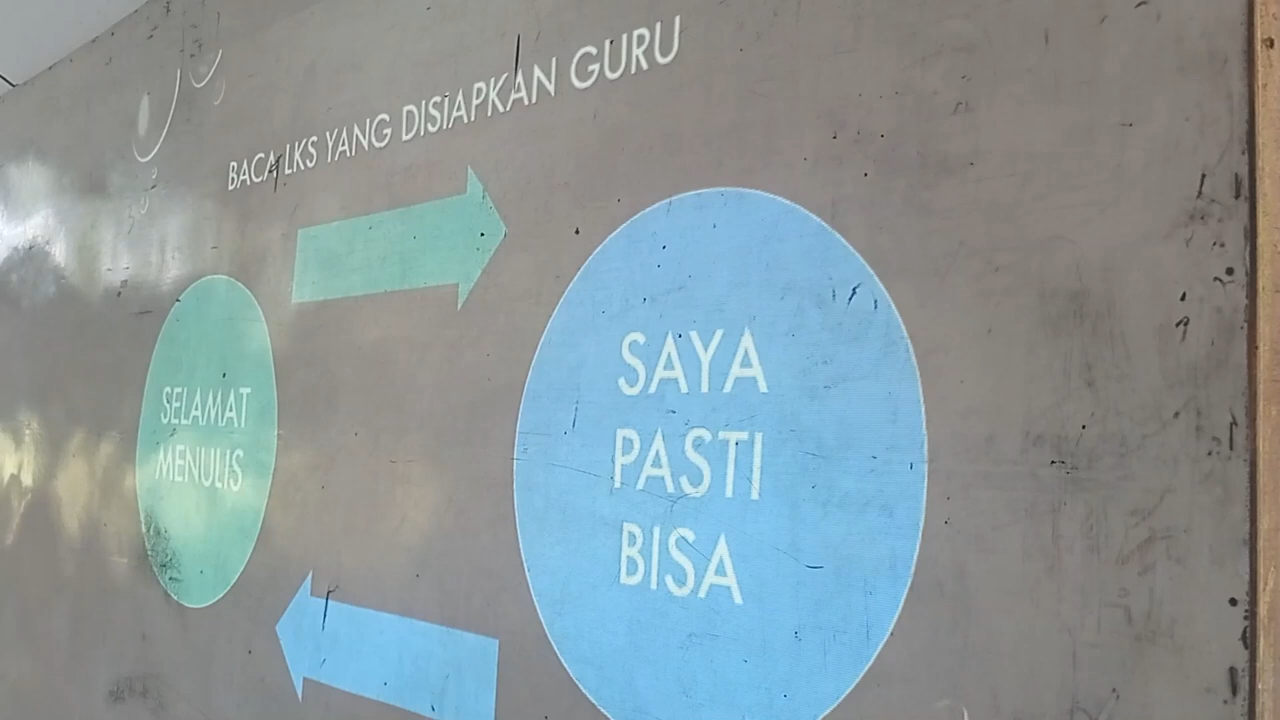 BACA LKS YANG DISIAPKAN GURU
SELAMAT
MENULIS
SAYA
PASTI
BISA